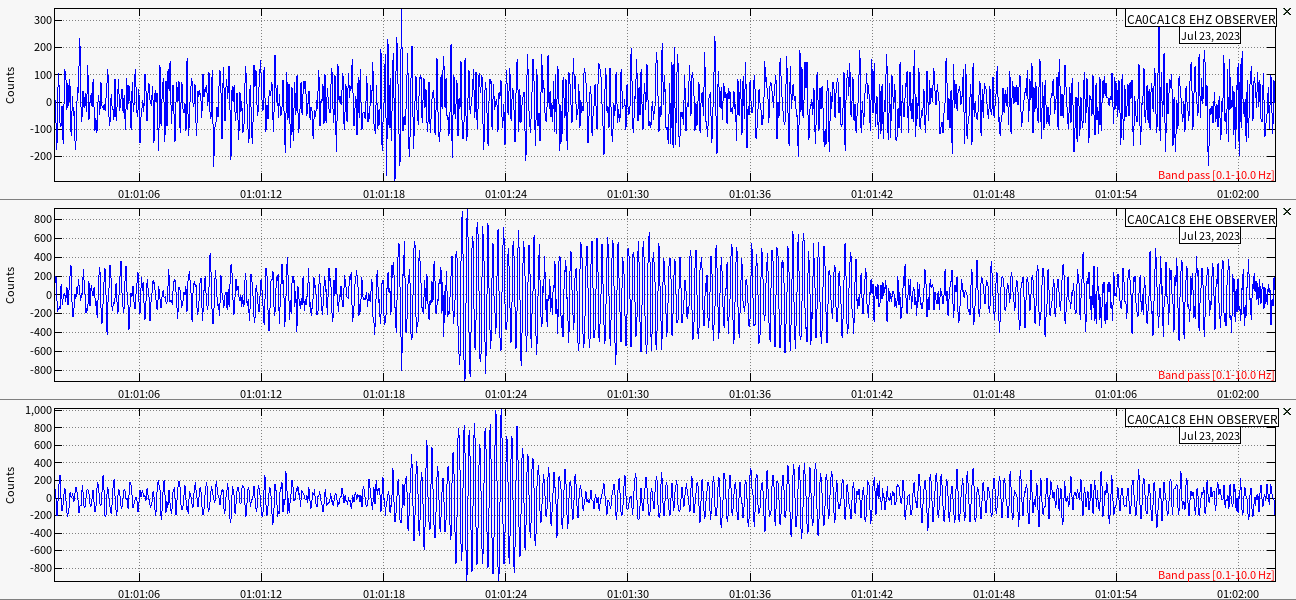 CA0CA1C8 EHZ OBSERVER
Jul 23, 2023
Counts
300
200
100
0
-100
-200
Band pass [0.1-10.0 Hz]
01:01:06 01:01:12 01:01:18 01:01:24 01:01:30 01:01:36 01:01:42 01:01:48 01:01:54 01:02:00
CA0CA1C8 EHE OBSERVER
Jul 23, 2023
Counts
800
600
400
200
0
-200
-400
-600
-800
Band pass [0.1-10.0 Hz]
01:01:06 01:01:12 01:01:18 01:01:24 01:01:30 01:01:36 01:01:42 01:01:48 01:01:06 01:02:00
CA0CA1C8 EHN OBSERVER
Jul 23, 2023
Counts
1,000
800
600
400
200
0
-200
-400
-600
-800
Band pass [0.1-10.0 Hz]
01:01:06 01:01:12 01:01:18 01:01:24 01:01:30 01:01:36 01:01:42 01:01:48 01:01:54 01:02:00